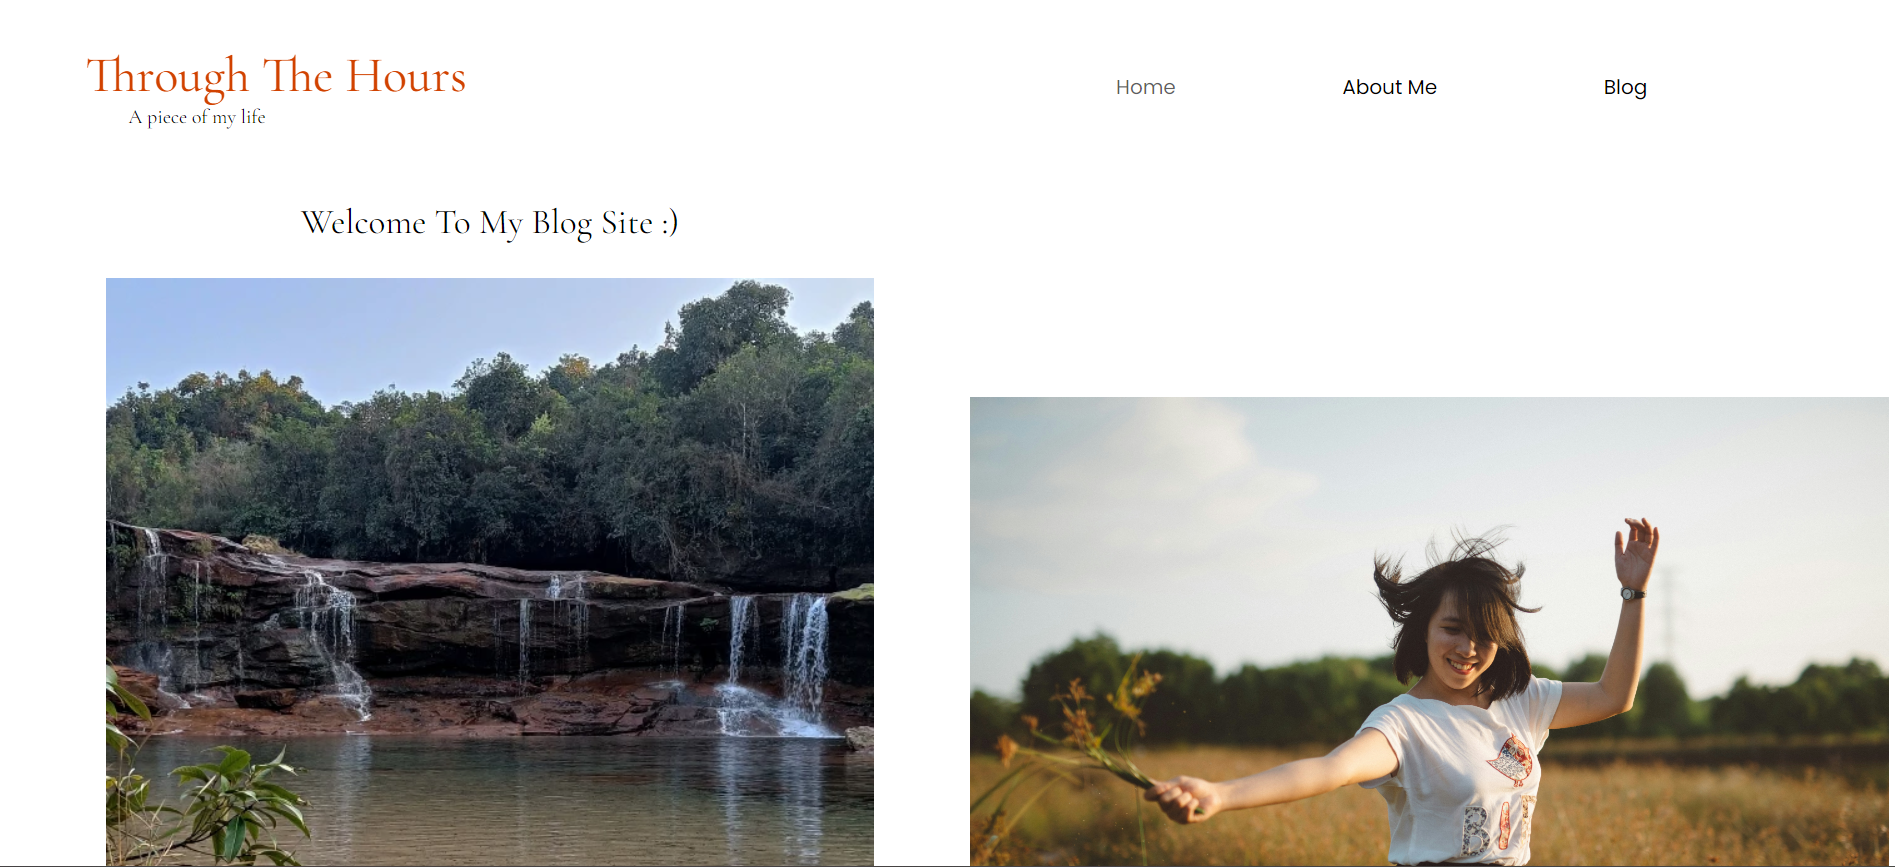 Through The Hours
A piece of my life
Home
About Me
Blog
Welcome To My Blog Site :)